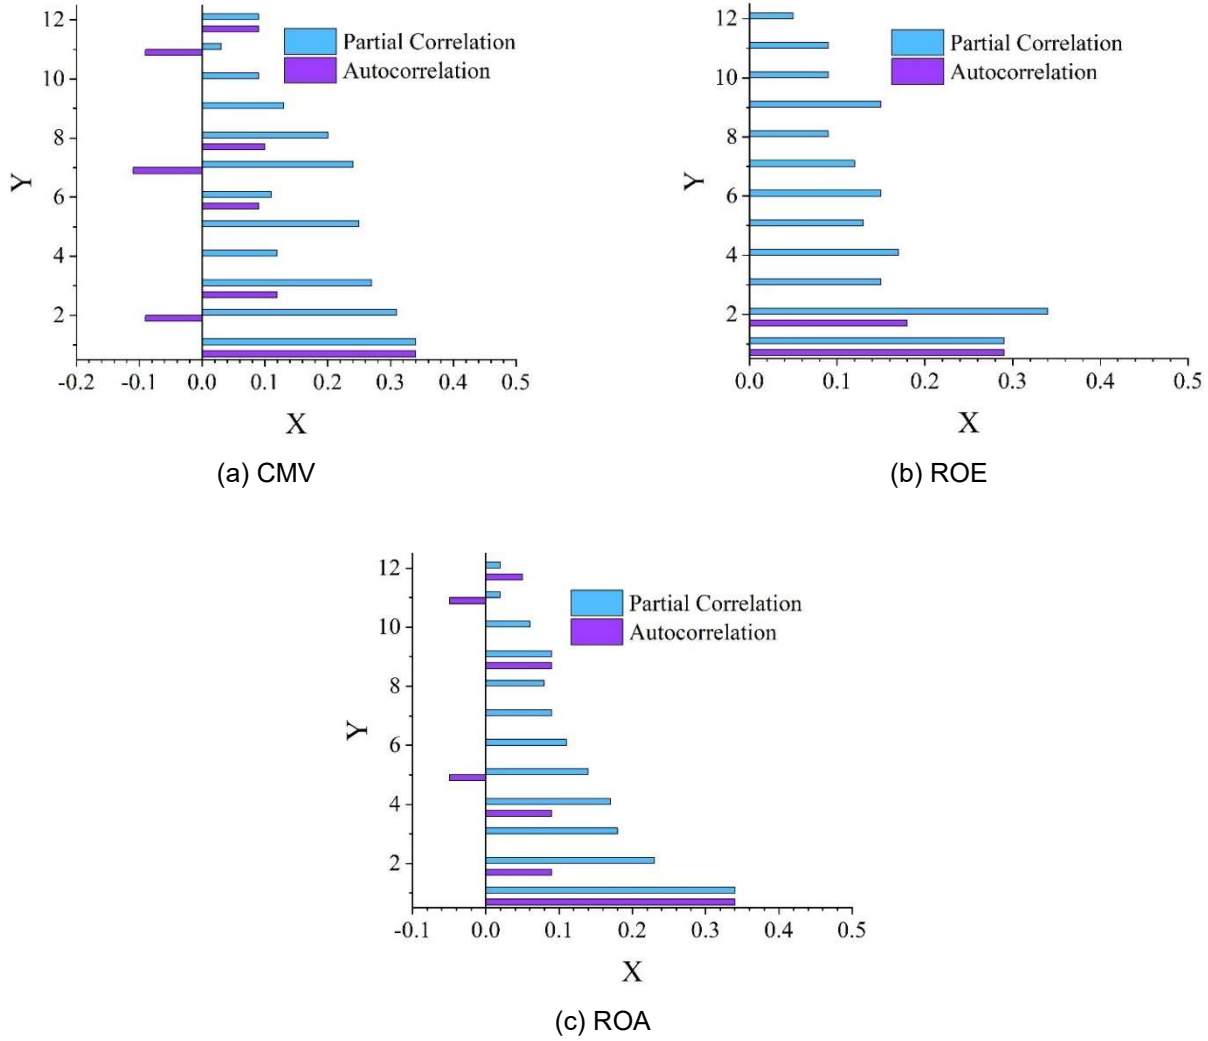 12
10
8
6
4
2
Y
Partial Correlation
Autocorrelation
-0.2 -0.1 0.0 0.1 0.2 0.3 0.4 0.5
X
(a) CMV
12
10
8
6
4
2
Y
Partial Correlation
Autocorrelation
0.0 0.1 0.2 0.3 0.4 0.5
X
(b) ROE
12
10
8
6
4
2
Y
Partial Correlation
Autocorrelation
-0.1 0.0 0.1 0.2 0.3 0.4 0.5
X
(c) ROA